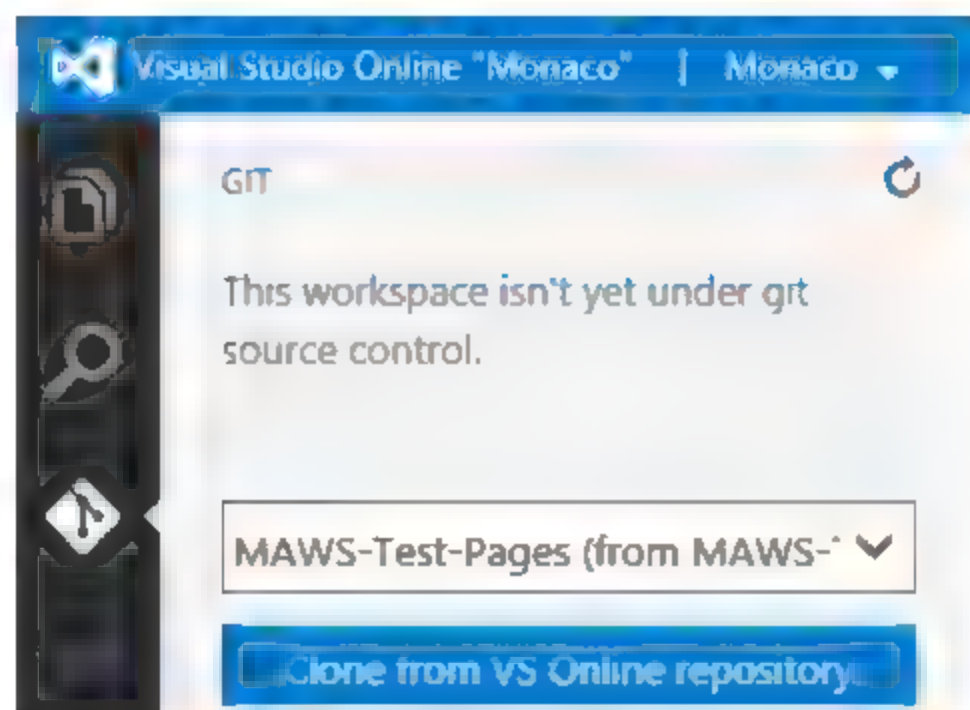 Visual Studio Online "Monaco" | Monaco
GIT
This workspace isn't yet under git
source control.
MAWS-Test-Pages (from MAWS-
Clone from VS Online repository